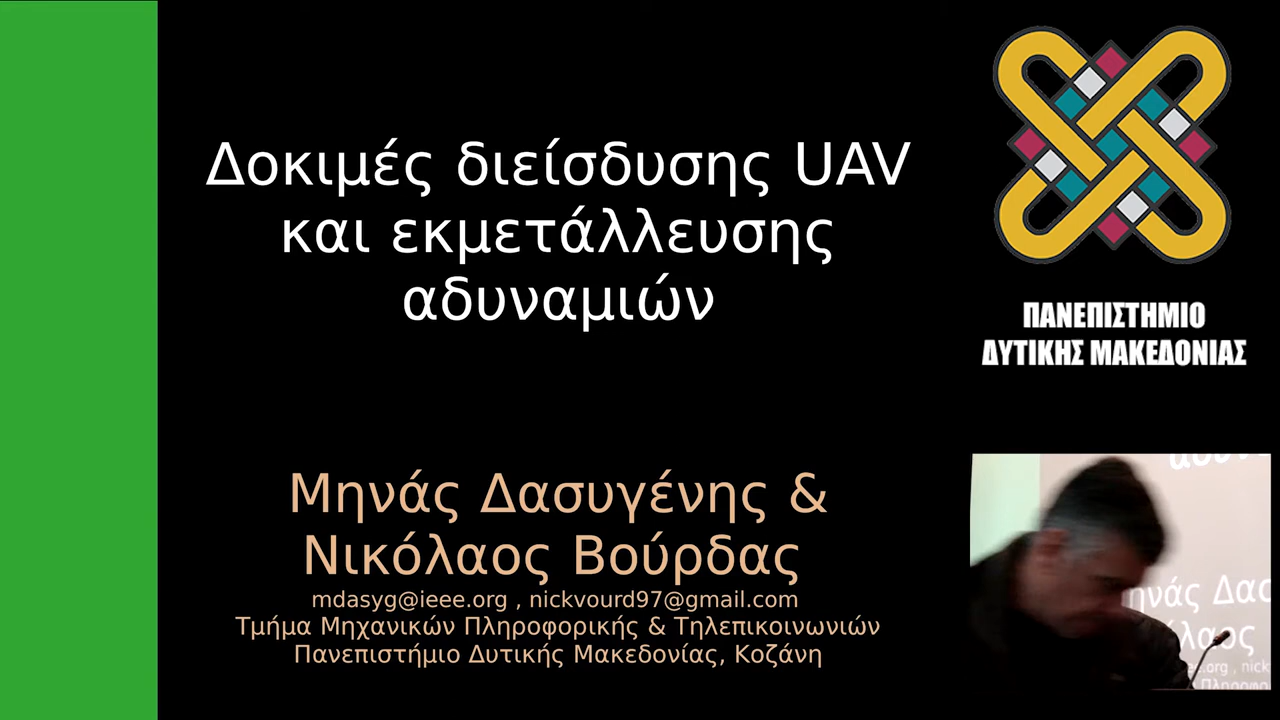 Δοκιμές διείσδυσης UAV
και εκμετάλλευσης
αδυναμιών
ΠΑΝΕΠΙΣΤΗΜΙΟ
ΔΥΤΙΚΗΣ ΜΑΚΕΔΟΝΙΑΣ
Μηνάς Δασυγένης &
Νικόλαος Βούρδας
mdasyg@ieee.org , nickvourd97@gmail.com
Τμήμα Μηχανικών Πληροφορικής & Τηλεπικοινωνιών
Πανεπιστήμιο Δυτικής Μακεδονίας, Κοζάνη